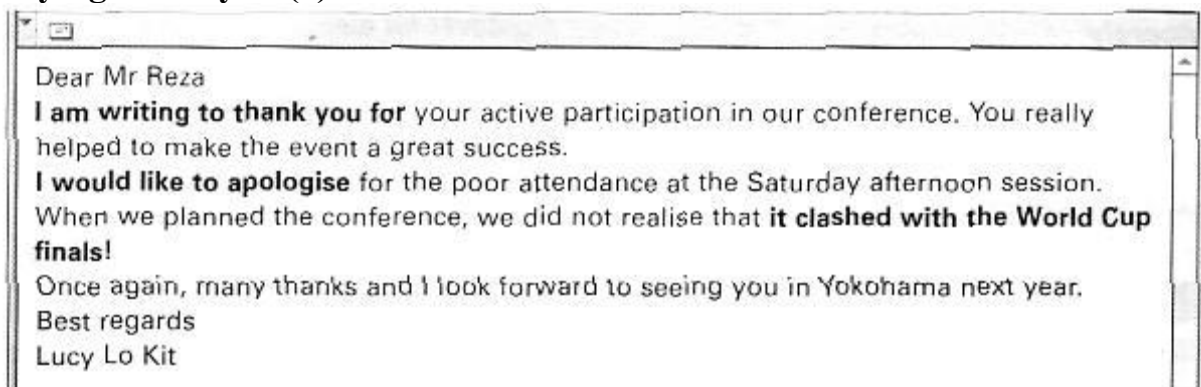 Dear Mr Reza
I am writing to thank you for your active participation in our conference. You really
helped to make the event a great success.
I would like to apologise for the poor attendance at the Saturday afternoon session.
When we planned the conference, we did not realise that it clashed with the World Cup
finals!
Once again, many thanks and I look forward to seeing you in Yokohama next year.
Best regards
Lucy Lo Kit